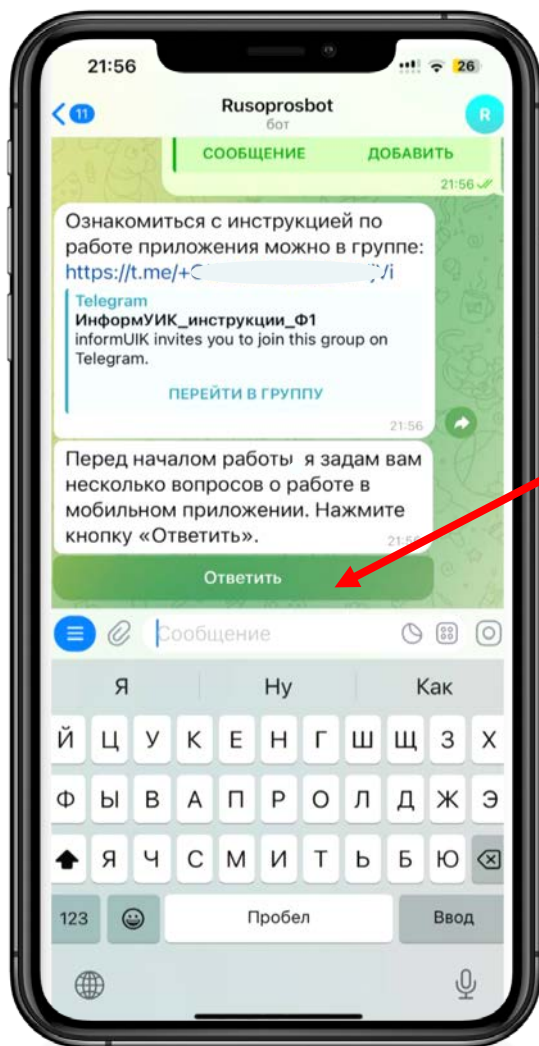 21:56
26
11
Rusoprosbot
бот
R
СООБЩЕНИЕ ДОБАВИТЬ
21:56
Ознакомиться с инструкцией по
работе приложения можно в группе:
https://t.me/+
Telegram
ИнформУИК_инструкции_Ф1
informUIK invites you to join this group on
Telegram.
ПЕРЕЙТИ В ГРУППУ
21:56
Перед началом работы я задам вам
несколько вопросов о работе в
мобильном приложении. Нажмите
кнопку «Ответить».
Ответить
Сообщение
Я Ну Как
Й Ц У К Е Н Г Ш Щ З Х
Ф Ы В А П Р О Л Д Ж Э
Я Ч С М И Т Ь Б Ю
123 Пробел Ввод